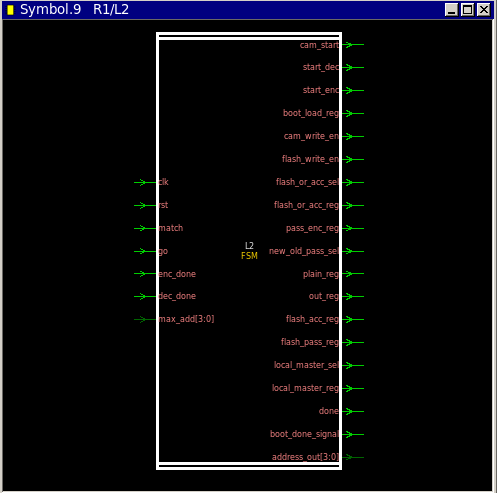 Symbol.9 R1/L2
cam_start
start_dec
start_enc
boot_load_reg
cam_write_en
flash_write_en
clk
flash_or_acc_sel
rst
flash_or_acc_reg
match
pass_enc_reg
L2
go
new_old_pass_sel
FSM
enc_done
plain_reg
dec_done
out_reg
max_add[3:0]
flash_acc_reg
flash_pass_reg
local_master_sel
local_master_reg
done
boot_done_signal
address_out[3:0]